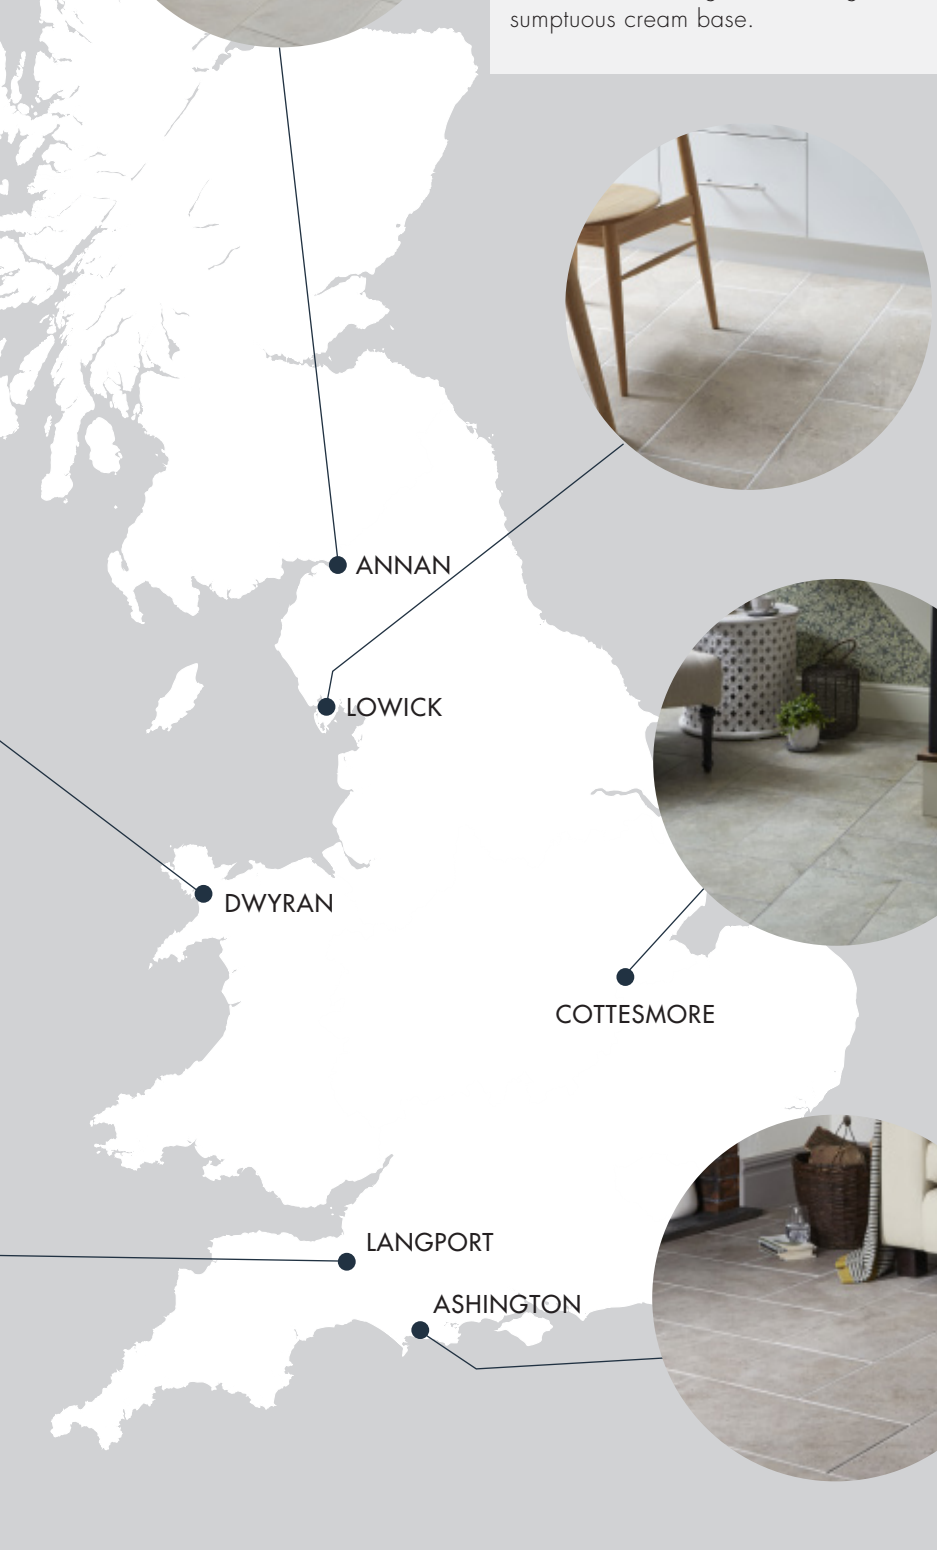 sumptuous cream base.
ANNAN
LOWICK
DWYRAN
COTTESMORE
LANGPORT
ASHINGTON